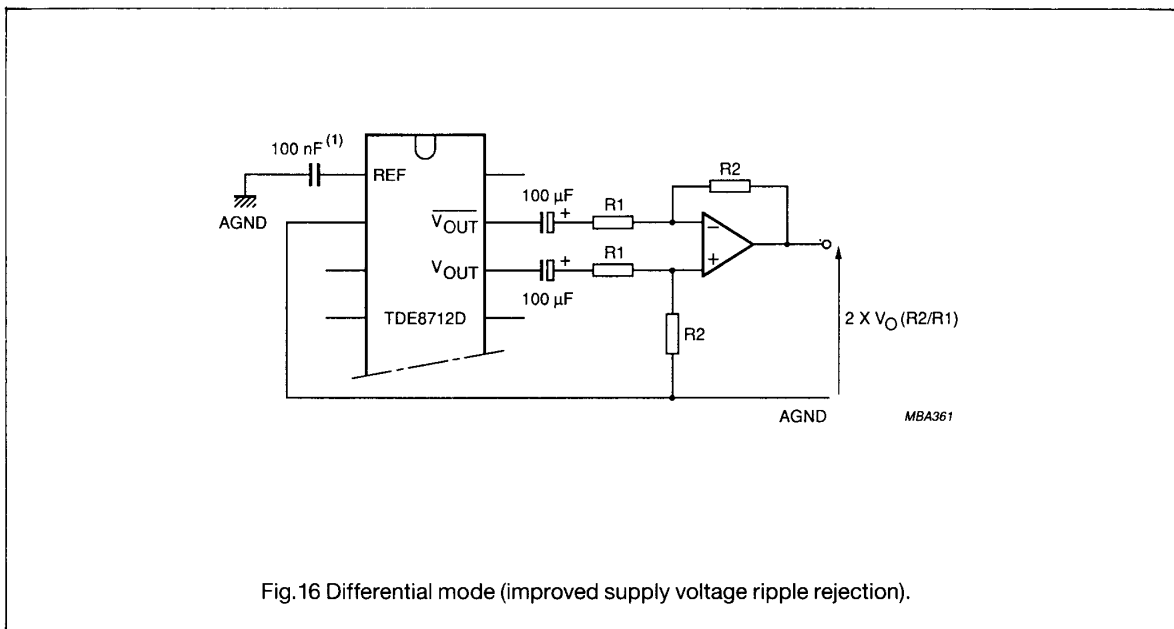 100 nF (1)
REF
AGND
V̅O̅U̅T̅
VOUT
TDE8712D
100 µF
+
R1
R2
−
+
R1
+
100 µF
R2
2 X VO (R2/R1)
AGND
MBA361
Fig.16 Differential mode (improved supply voltage ripple rejection).